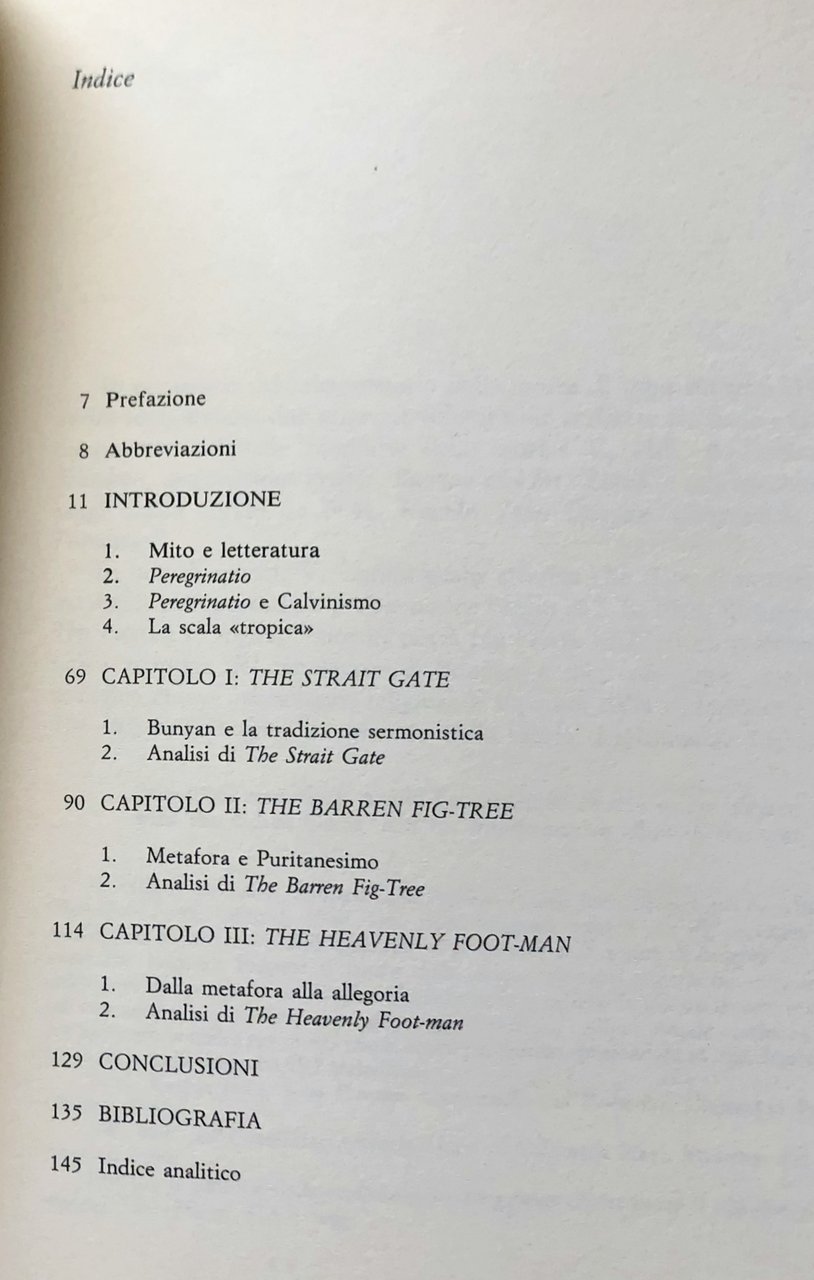 Indice
7 Prefazione
8 Abbreviazioni
11 INTRODUZIONE
1. Mito e letteratura
2. Peregrinatio
3. Peregrinatio e Calvinismo
4. La scala «tropica»
69 CAPITOLO I: THE STRAIT GATE
1. Bunyan e la tradizione sermonistica
2. Analisi di The Strait Gate
90 CAPITOLO II: THE BARREN FIG-TREE
1. Metafora e Puritanesimo
2. Analisi di The Barren Fig-Tree
114 CAPITOLO III: THE HEAVENLY FOOT-MAN
1. Dalla metafora alla allegoria
2. Analisi di The Heavenly Foot-man
129 CONCLUSIONI
135 BIBLIOGRAFIA
145 Indice analitico